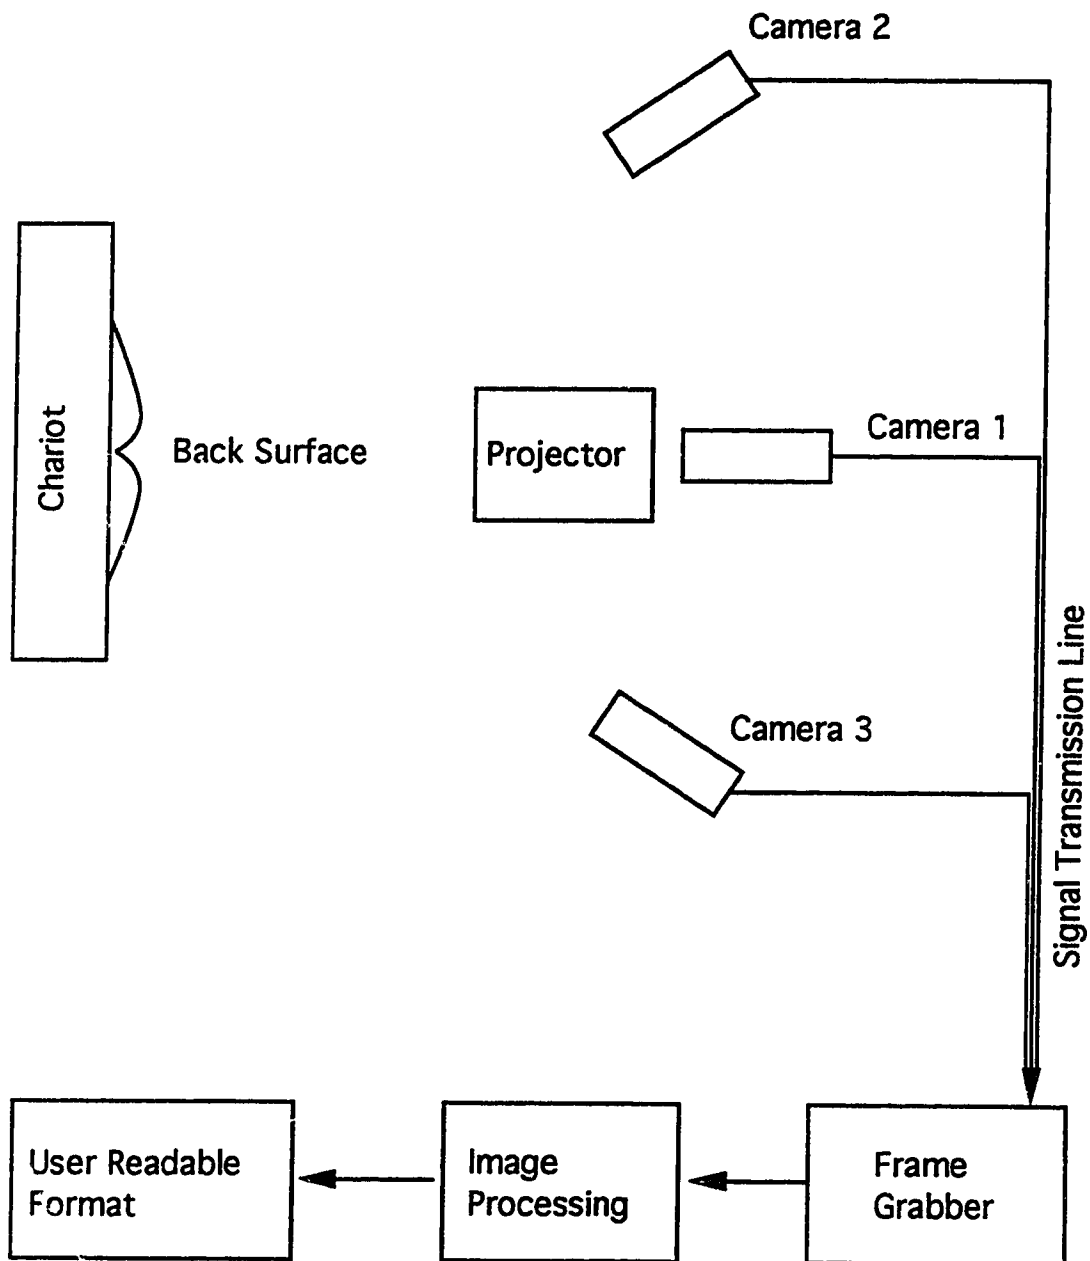 Camera 2
Chariot
Back Surface
Projector
Camera 1
Camera 3
Signal Transmission Line
User Readable
Format
Image
Processing
Frame
Grabber